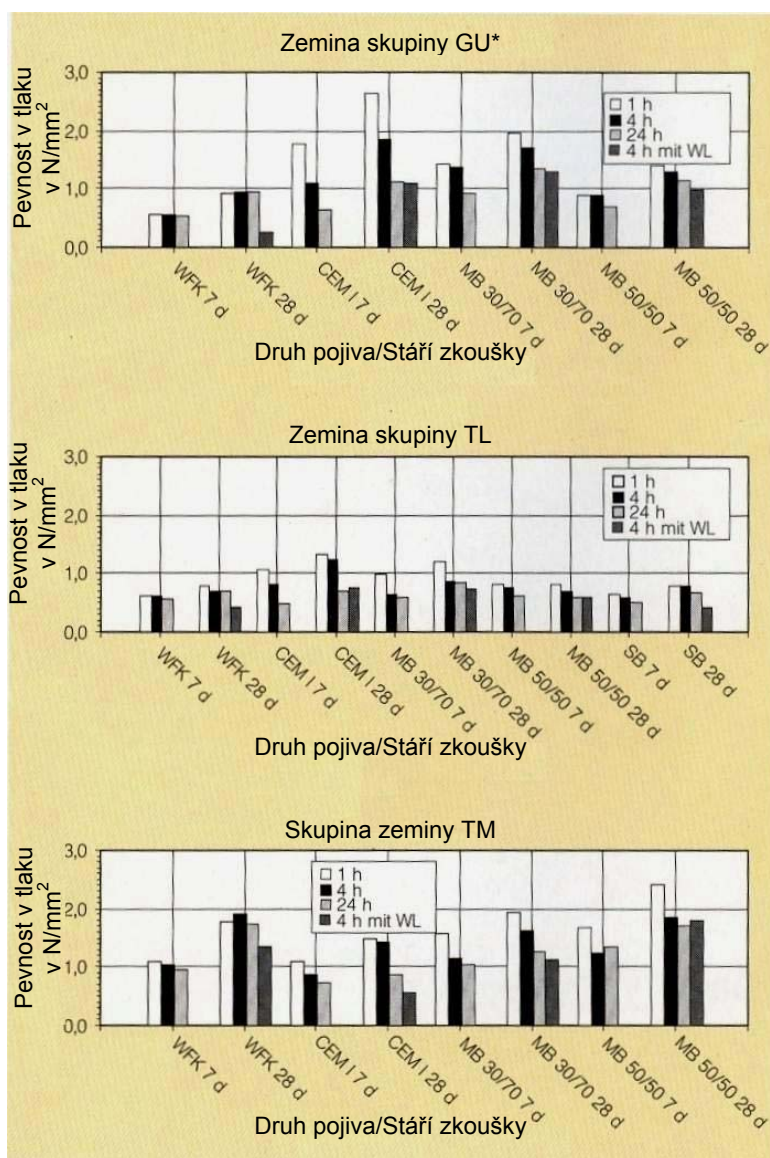 Zemina skupiny GU*
Pevnost v tlaku
v N/mm²
3,0
2,0
1,0
0,0
1 h
4 h
24 h
4 h mit WL
WFK 7 d
WFK 28 d
CEM I 7 d
CEM I 28 d
MB 30/70 7 d
MB 30/70 28 d
MB 50/50 7 d
MB 50/50 28 d
Druh pojiva/Stáří zkoušky
Zemina skupiny TL
Pevnost v tlaku
v N/mm²
3,0
2,0
1,0
0,0
1 h
4 h
24 h
4 h mit WL
WFK 7 d
WFK 28 d
CEM I 7 d
CEM I 28 d
MB 30/70 7 d
MB 30/70 28 d
MB 50/50 7 d
MB 50/50 28 d
SB 7 d
SB 28 d
Druh pojiva/Stáří zkoušky
Skupina zeminy TM
Pevnost v tlaku
v N/mm²
3,0
2,0
1,0
0,0
1 h
4 h
24 h
4 h mit WL
WFK 7 d
WFK 28 d
CEM I 7 d
CEM I 28 d
MB 30/70 7 d
MB 30/70 28 d
MB 50/50 7 d
MB 50/50 28 d
Druh pojiva/Stáří zkoušky